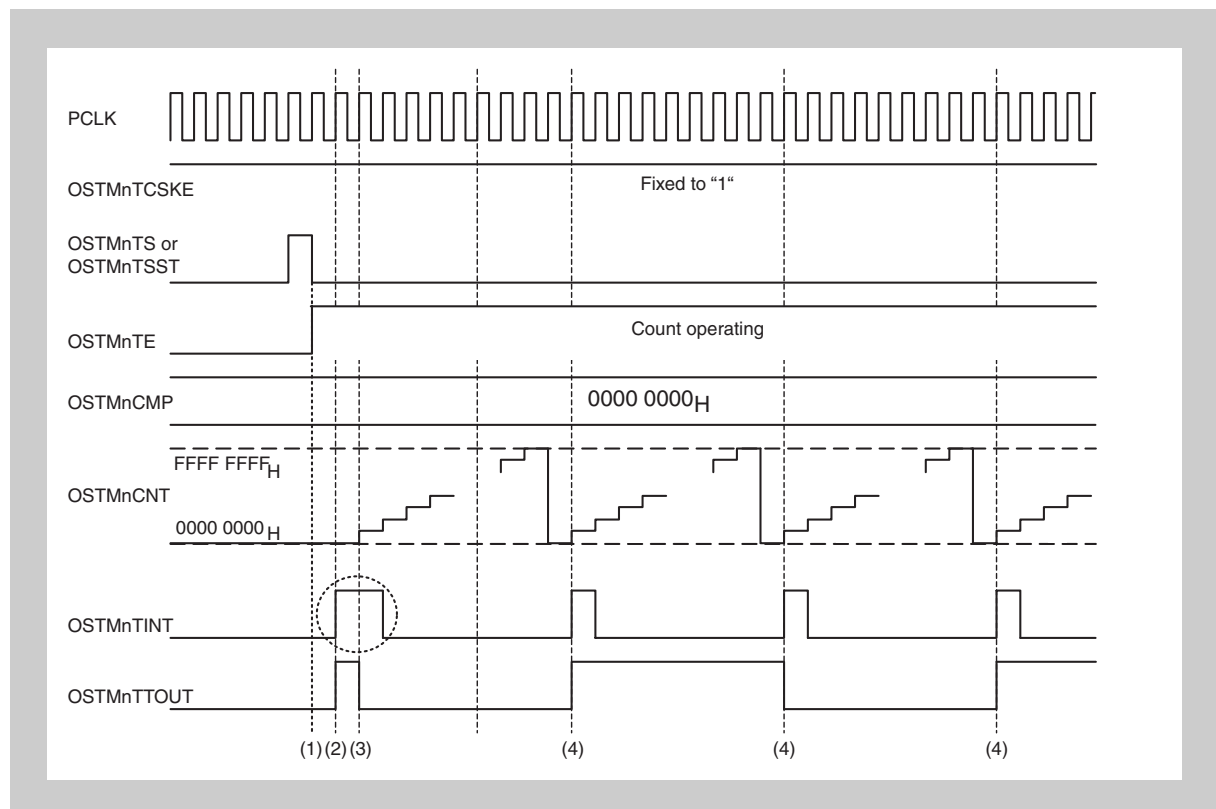 PCLK
OSTMnTCSKE
Fixed to “1“
OSTMnTS or
OSTMnTSST
OSTMnTE
Count operating
OSTMnCMP
0000 0000H
FFFF FFFFH
OSTMnCNT
0000 0000H
OSTMnTINT
OSTMnTTOUT
(1) (2) (3) (4) (4) (4)